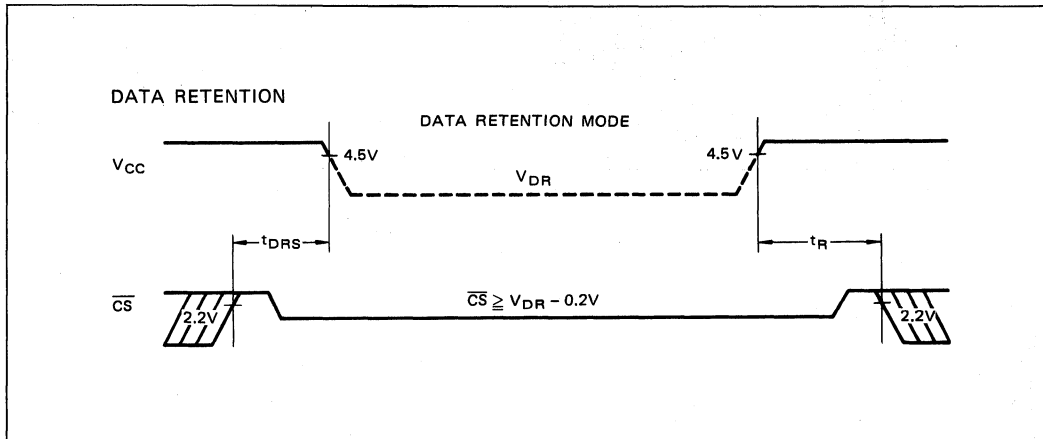 DATA RETENTION
DATA RETENTION MODE
VCC
4.5V
VDR
4.5V
tDRS
tR
CS
2.2V
CS ≧ VDR – 0.2V
2.2V